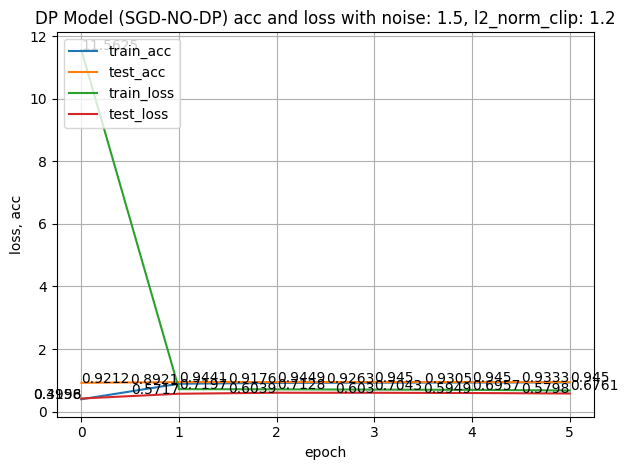 DP Model (SGD-NO-DP) acc and loss with noise: 1.5, l2_norm_clip: 1.2
12
10
8
6
4
2
0
loss, acc
11.5625
train_acc
test_acc
train_loss
test_loss
0.9212 0.8921 0.9441 0.9176 0.9449 0.9263 0.945 0.9305 0.945 0.9333 0.945
0.5717 0.7197 0.6039 0.7128 0.603 0.7043 0.5949 0.6957 0.5798 0.6761
0 1 2 3 4 5
epoch